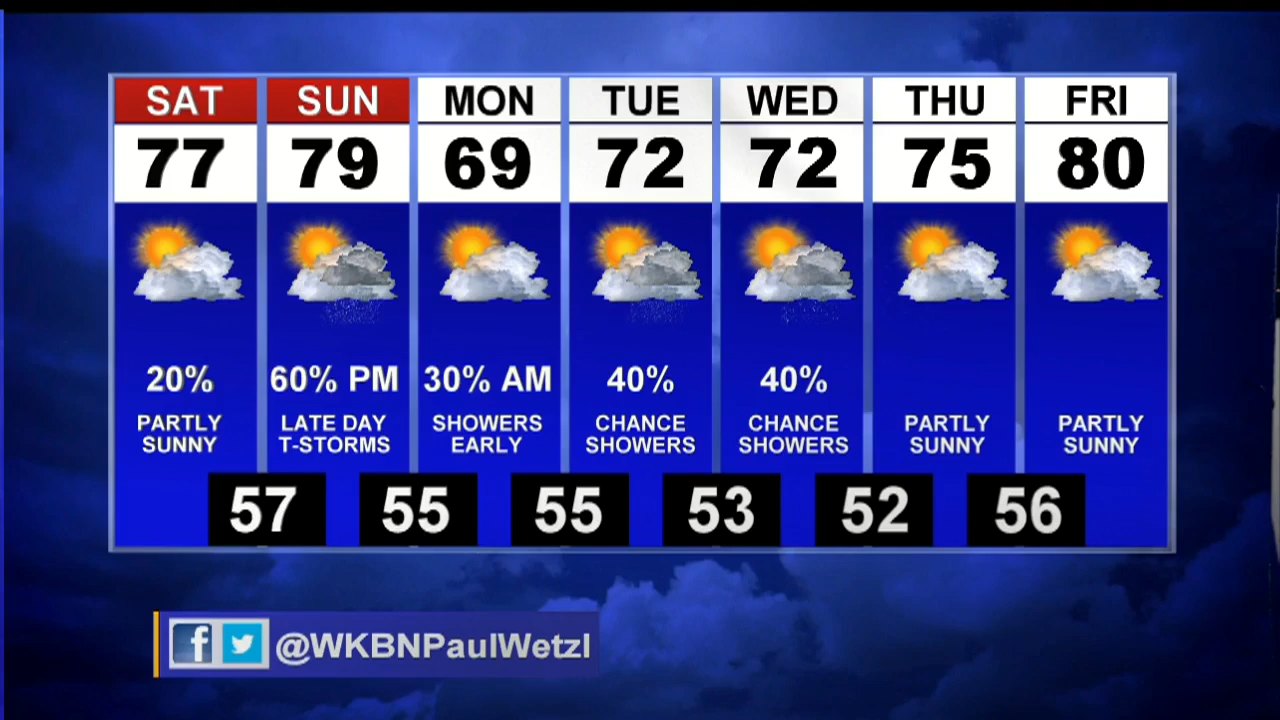 SAT SUN MON TUE WED THU FRI
77 79 69 72 72 75 80
20% 60% PM 30% AM 40% 40%
PARTLY SUNNY LATE DAY T-STORMS SHOWERS EARLY CHANCE SHOWERS CHANCE SHOWERS PARTLY SUNNY PARTLY SUNNY
57 55 55 53 52 56
f @WKBNPaulWetzl